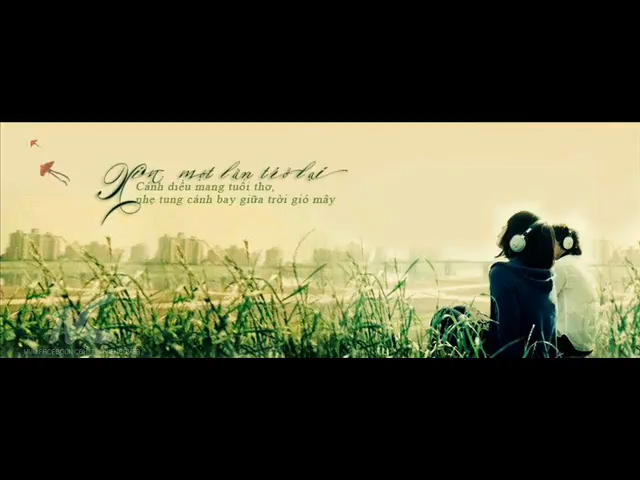 Xin một lần trở lại
Cánh diều mang tuổi thơ,
nhẹ tung cánh bay giữa trời gió mây